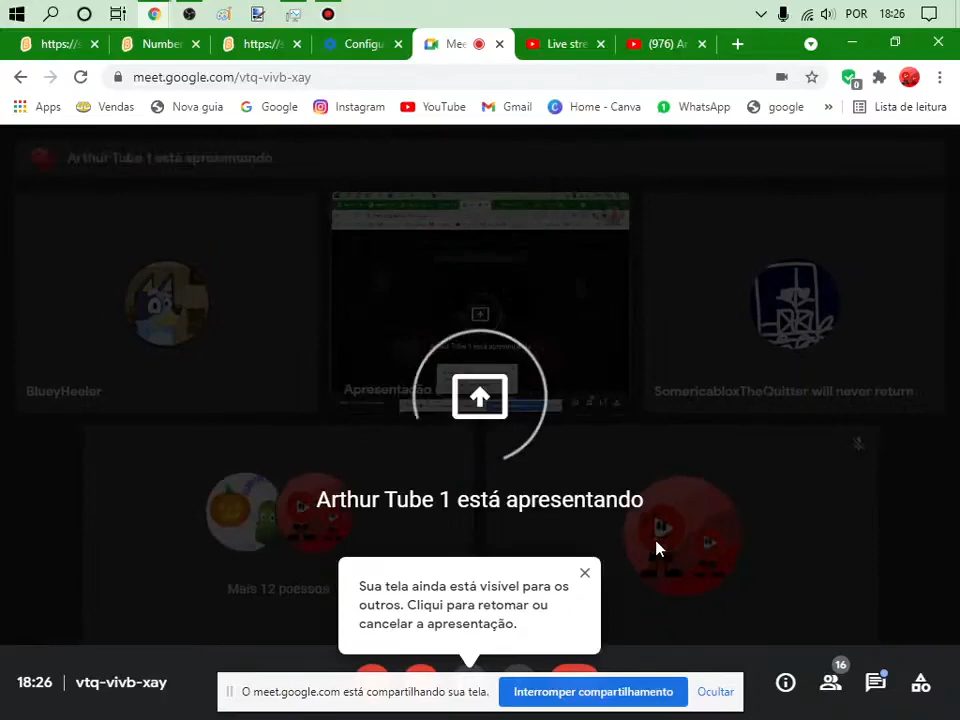 POR 18:26
https://s
Number
https://s
Configu
Mee
Live stre
(976) Ar
meet.google.com/vtq-vivb-xay
Apps Vendas Nova guia Google Instagram YouTube Gmail Home - Canva WhatsApp google » Lista de leitura
Arthur Tube 1 está apresentando
BlueyHeeler
Apresentação
SomericabloxTheQuitter will never return...
Arthur Tube 1 está apresentando
Mais 12 poessoas
Sua tela ainda está visível para os
outros. Cliqui para retomar ou
cancelar a apresentação.
18:26 | vtq-vivb-xay
O meet.google.com está compartilhando sua tela. Interromper compartilhamento Ocultar
16